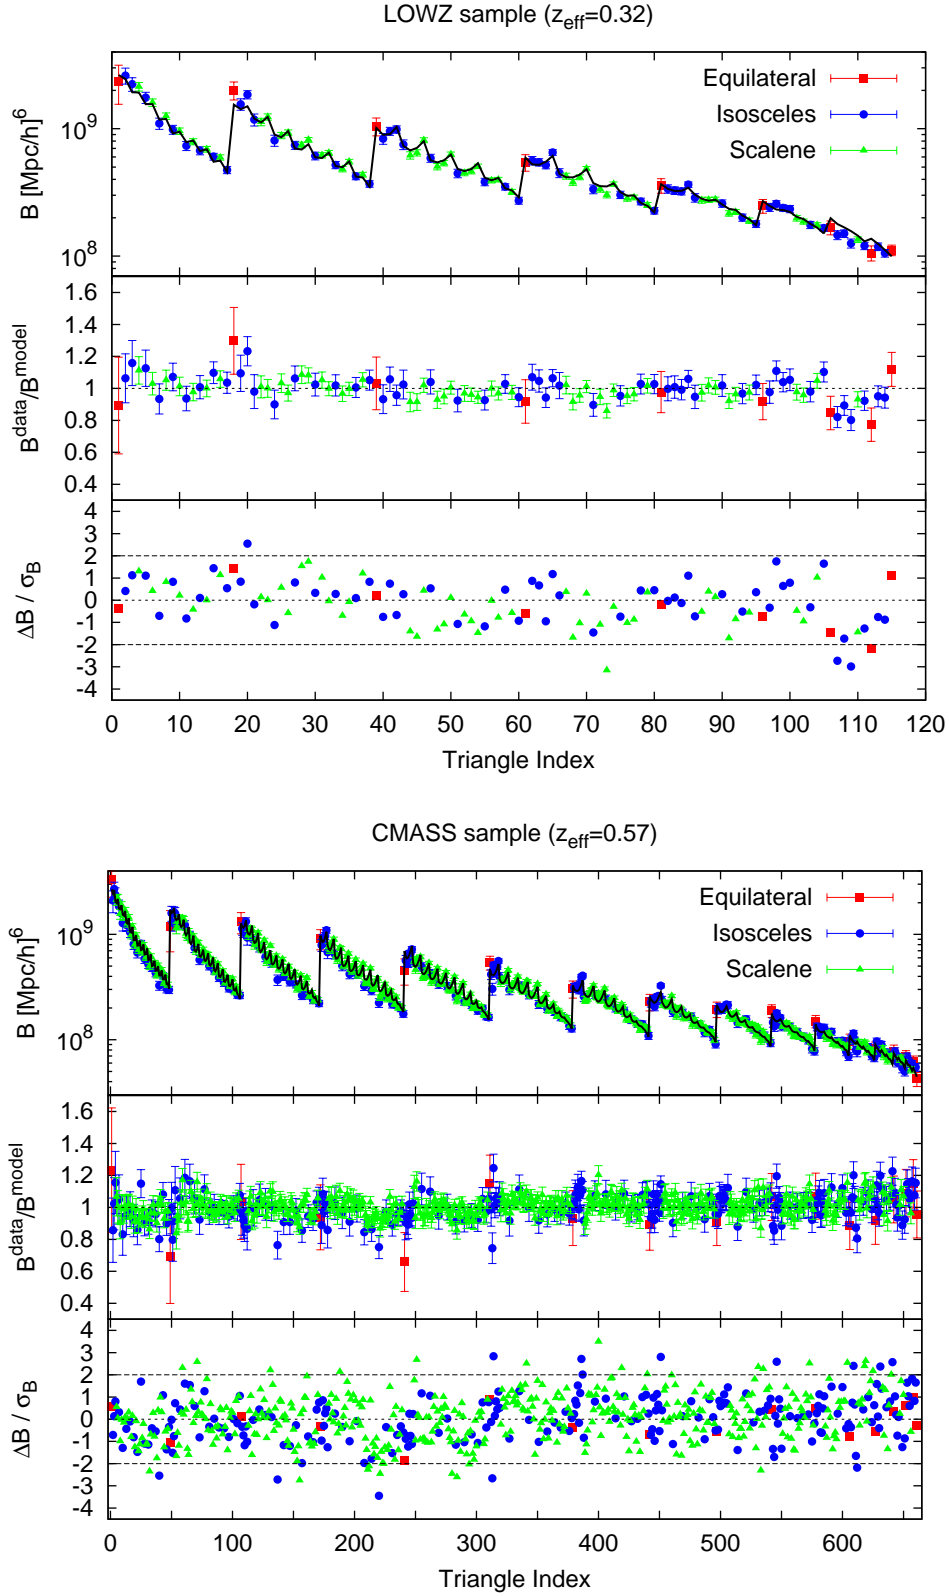 LOWZ sample (z_eff=0.32)
10^9
10^8
B [Mpc/h]^6
Equilateral
Isosceles
Scalene
1.6
1.4
1.2
1
0.8
0.6
0.4
B^data/B^model
4
3
2
1
0
-1
-2
-3
-4
ΔB / σ_B
0 10 20 30 40 50 60 70 80 90 100 110 120
Triangle Index
CMASS sample (z_eff=0.57)
10^9
10^8
B [Mpc/h]^6
Equilateral
Isosceles
Scalene
1.6
1.4
1.2
1
0.8
0.6
0.4
B^data/B^model
4
3
2
1
0
-1
-2
-3
-4
ΔB / σ_B
0 100 200 300 400 500 600
Triangle Index